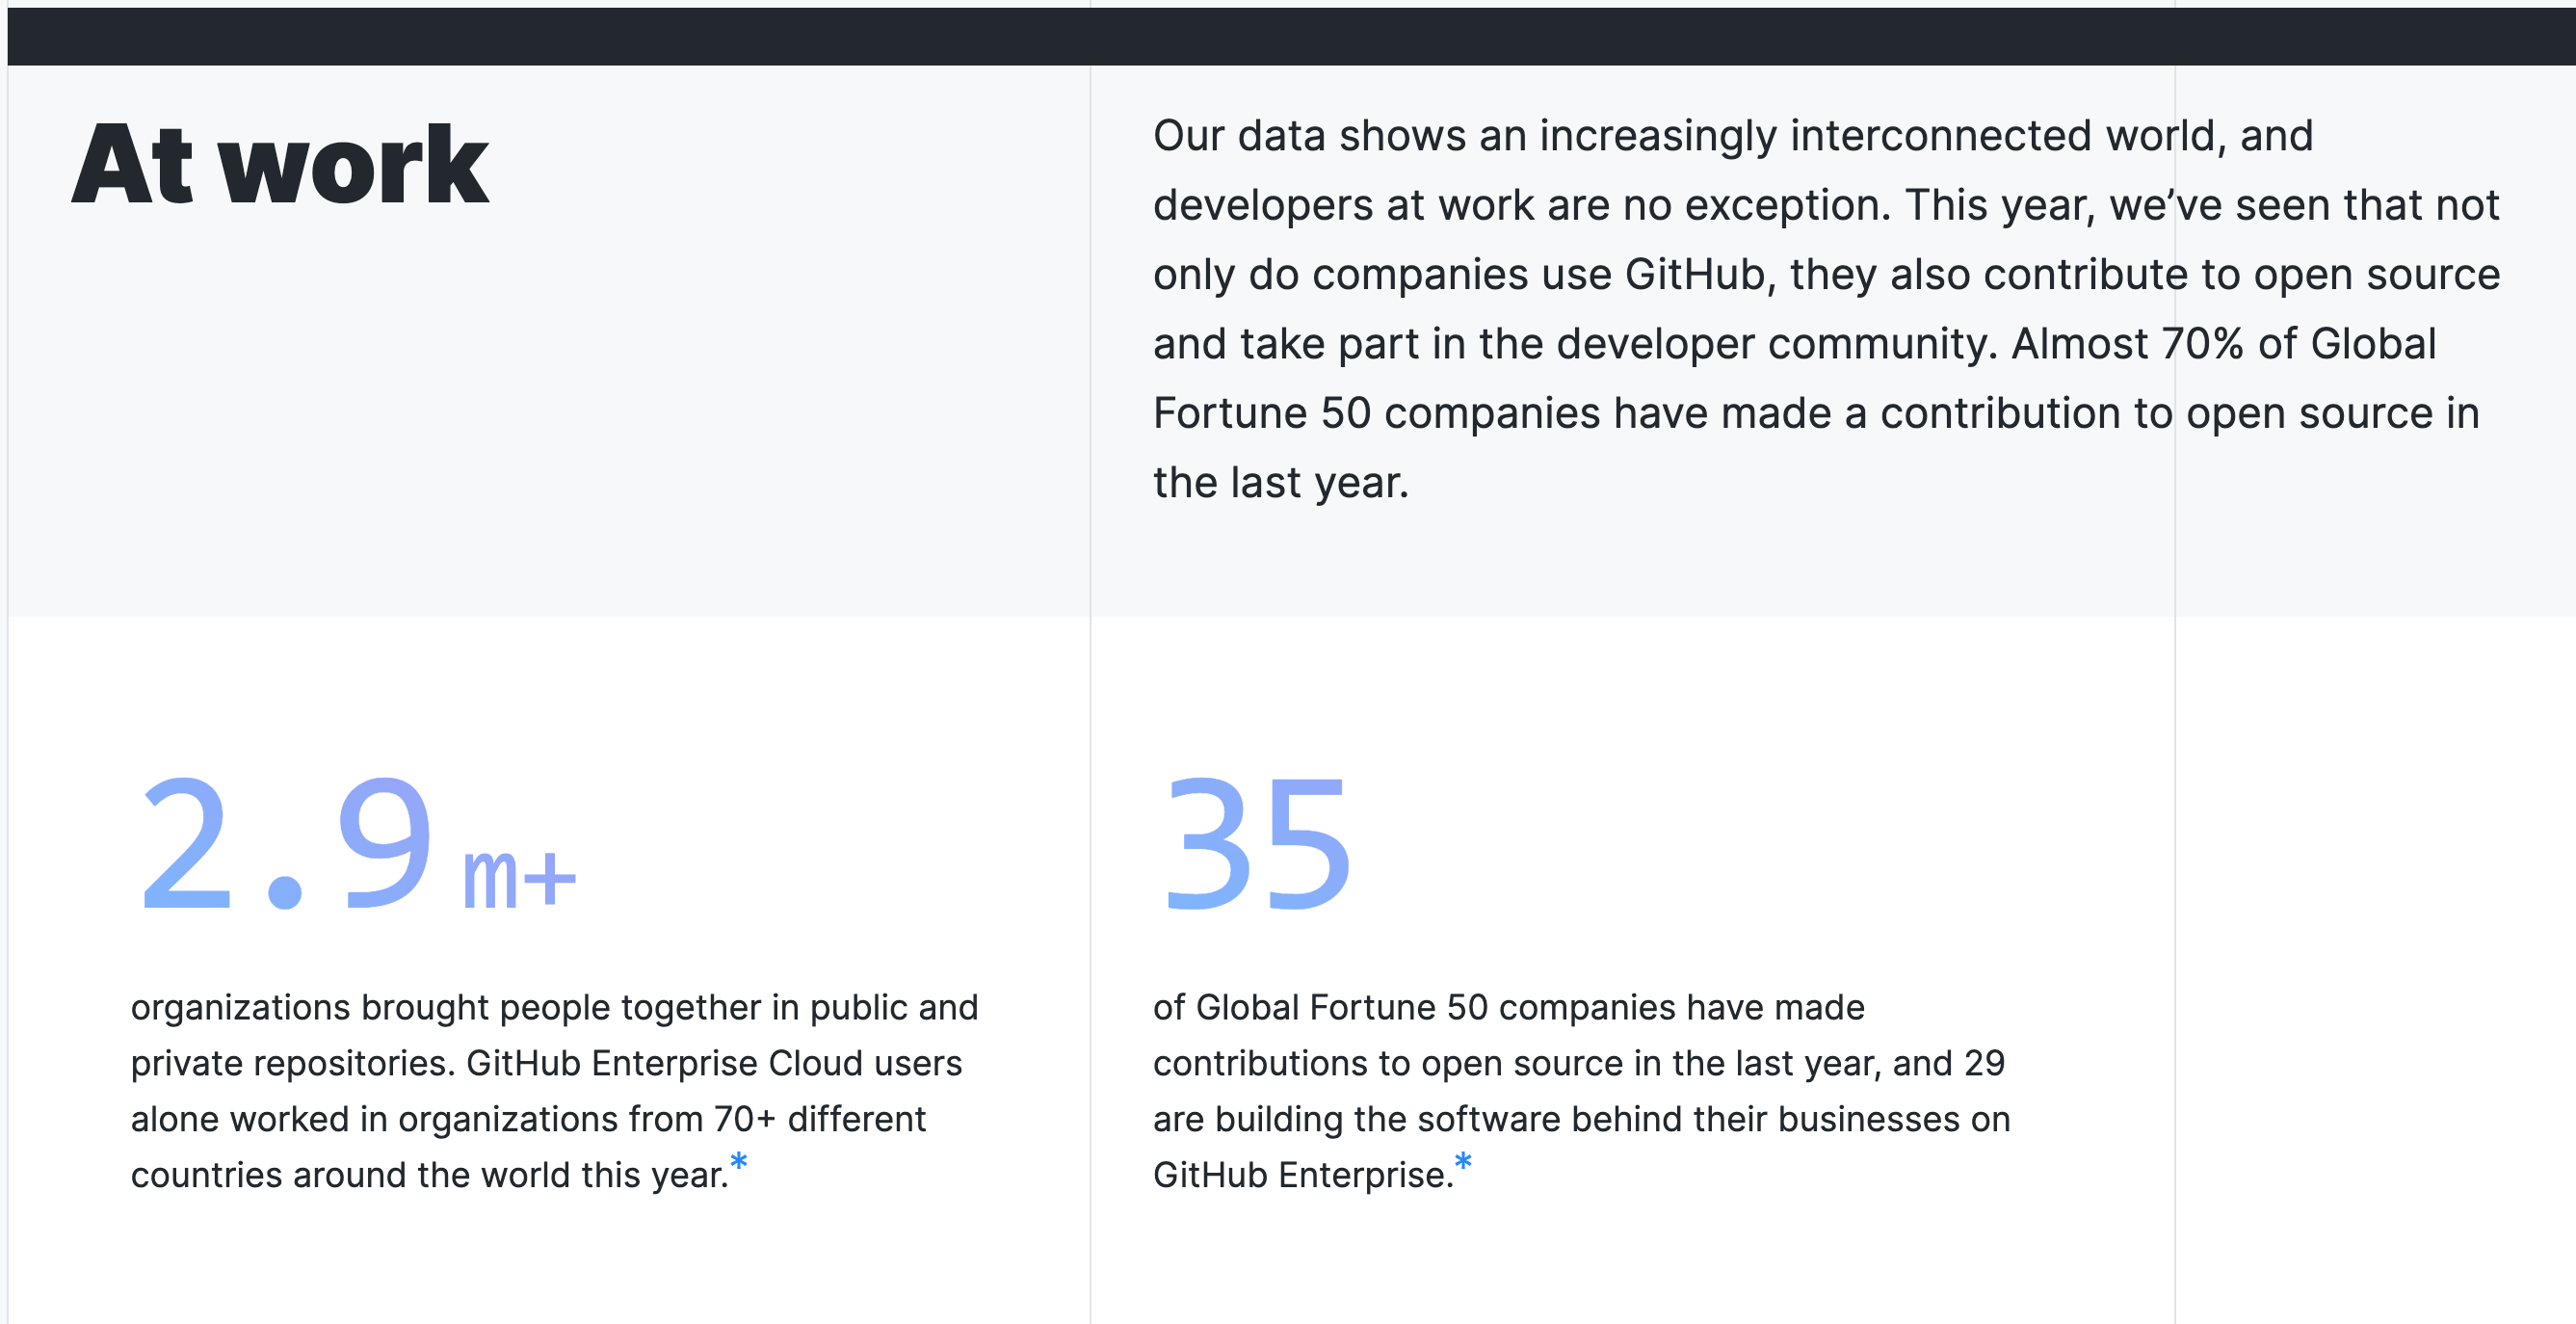 At work
Our data shows an increasingly interconnected world, and
developers at work are no exception. This year, we’ve seen that not
only do companies use GitHub, they also contribute to open source
and take part in the developer community. Almost 70% of Global
Fortune 50 companies have made a contribution to open source in
the last year.
2.9 m+
organizations brought people together in public and
private repositories. GitHub Enterprise Cloud users
alone worked in organizations from 70+ different
countries around the world this year.*
35
of Global Fortune 50 companies have made
contributions to open source in the last year, and 29
are building the software behind their businesses on
GitHub Enterprise.*